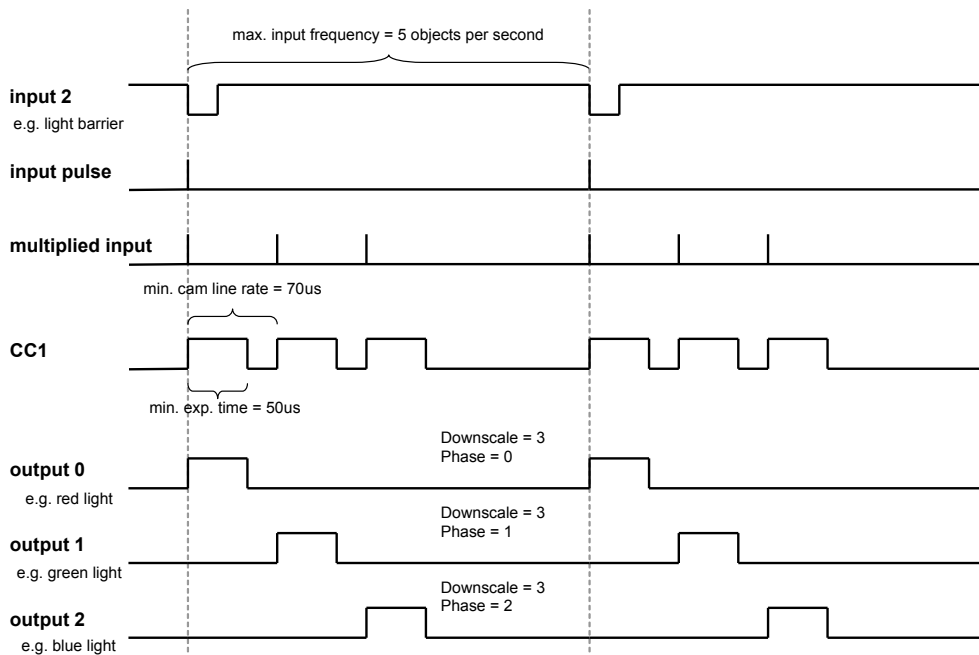 max. input frequency = 5 objects per second
input 2
e.g. light barrier
input pulse
multiplied input
min. cam line rate = 70us
CC1
min. exp. time = 50us
Downscale = 3
Phase = 0
output 0
e.g. red light
Downscale = 3
Phase = 1
output 1
e.g. green light
Downscale = 3
Phase = 2
output 2
e.g. blue light